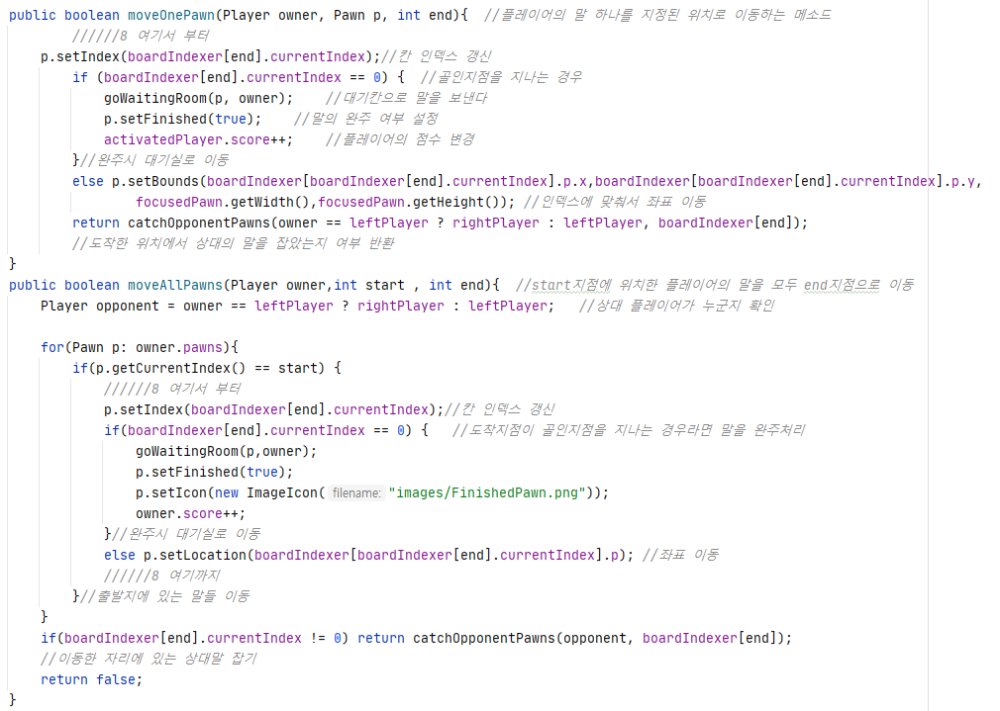 public boolean moveOnePawn(Player owner, Pawn p, int end){  //플레이어의 말 하나를 지정된 위치로 이동하는 메소드
        //////8 여기서 부터
    p.setIndex(boardIndexer[end].currentIndex);//칸 인덱스 갱신
        if (boardIndexer[end].currentIndex == 0) {  //골인지점을 지나는 경우
            goWaitingRoom(p, owner);    //대기칸으로 말을 보낸다
            p.setFinished(true);    //말의 완주 여부 설정
            activatedPlayer.score++;    //플레이어의 점수 변경
        }//완주시 대기실로 이동
        else p.setBounds(boardIndexer[boardIndexer[end].currentIndex].p.x,boardIndexer[boardIndexer[end].currentIndex].p.y,
                focusedPawn.getWidth(),focusedPawn.getHeight()); //인덱스에 맞춰서 좌표 이동
        return catchOpponentPawns(owner == leftPlayer ? rightPlayer : leftPlayer, boardIndexer[end]);
        //도착한 위치에서 상대의 말을 잡았는지 여부 반환
}
public boolean moveAllPawns(Player owner,int start , int end){  //start지점에 위치한 플레이어의 말을 모두 end지점으로 이동
    Player opponent = owner == leftPlayer ? rightPlayer : leftPlayer;   //상대 플레이어가 누군지 확인
    for(Pawn p: owner.pawns){
        if(p.getCurrentIndex() == start) {
            //////8 여기서 부터
            p.setIndex(boardIndexer[end].currentIndex);//칸 인덱스 갱신
            if(boardIndexer[end].currentIndex == 0) {   //도착지점이 골인지점을 지나는 경우라면 말을 완주처리
                goWaitingRoom(p,owner);
                p.setFinished(true);
                p.setIcon(new ImageIcon( filename: "images/FinishedPawn.png"));
                owner.score++;
            }//완주시 대기실로 이동
            else p.setLocation(boardIndexer[boardIndexer[end].currentIndex].p); //좌표 이동
            //////8 여기까지
        }//출발지에 있는 말들 이동
    }
    if(boardIndexer[end].currentIndex != 0) return catchOpponentPawns(opponent, boardIndexer[end]);
    //이동한 자리에 있는 상대말 잡기
    return false;
}